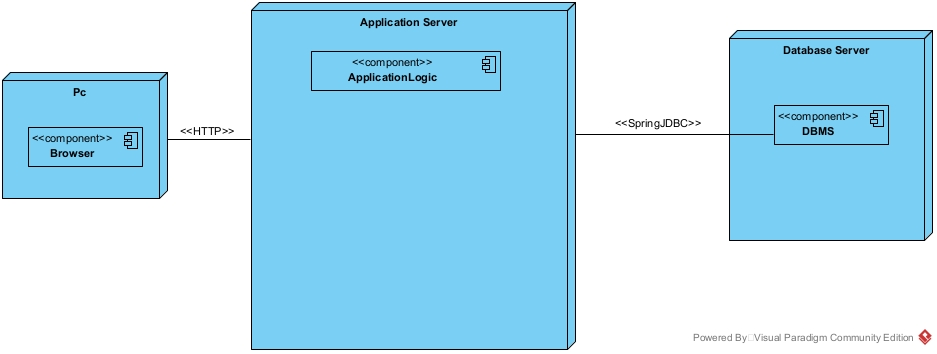 Application Server
<<component>>
ApplicationLogic
Database Server
Pc
<<component>>
Browser
<<HTTP>>
<<SpringJDBC>>
<<component>>
DBMS
Powered By Visual Paradigm Community Edition